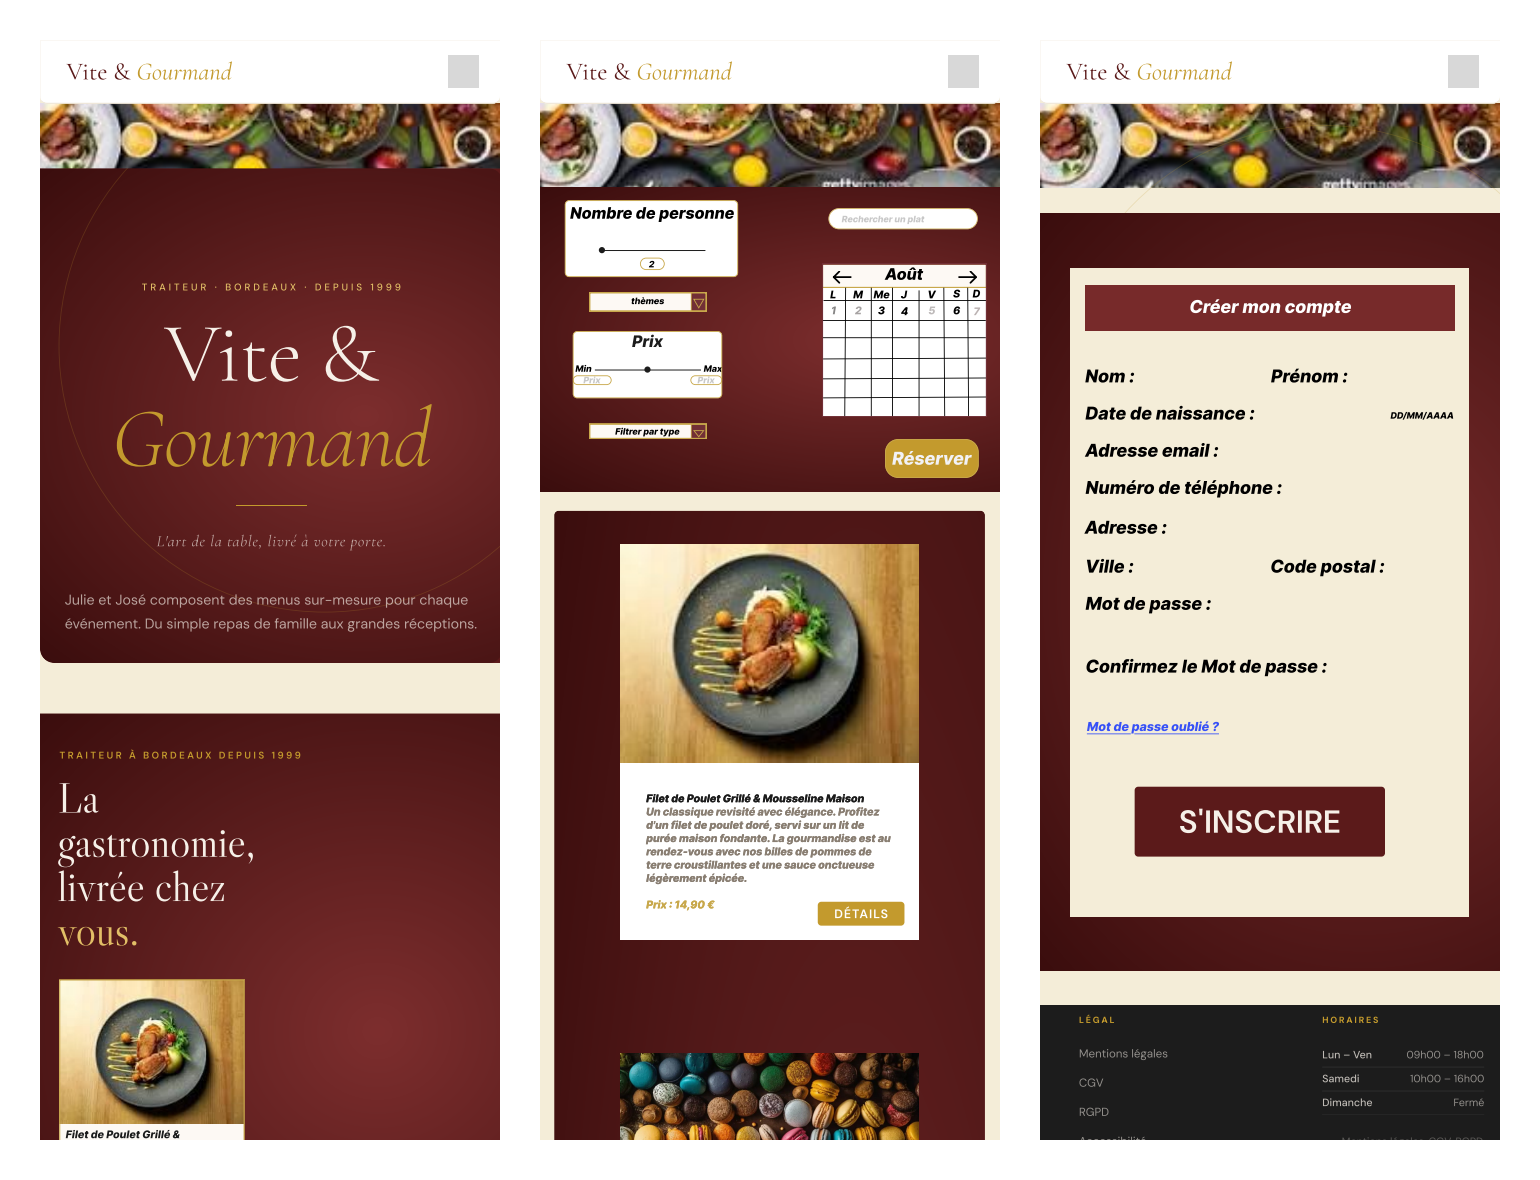 Vite & Gourmand
TRAITEUR · BORDEAUX · DEPUIS 1999
Vite &
Gourmand
L'art de la table, livré à votre porte.
Julie et José composent des menus sur-mesure pour chaque
événement. Du simple repas de famille aux grandes réceptions.
TRAITEUR À BORDEAUX DEPUIS 1999
La
gastronomie,
livrée chez
vous.
Filet de Poulet Grillé &
Vite & Gourmand
gettyimages
Nombre de personne
2
thèmes
Prix
Min Max
Prix Prix
Filtrer par type
Rechercher un plat
Août
L M Me J V S D
1 2 3 4 5 6 7
Réserver
Filet de Poulet Grillé & Mousseline Maison
Un classique revisité avec élégance. Profitez
d'un filet de poulet doré, servi sur un lit de
purée maison fondante. La gourmandise est au
rendez-vous avec nos billes de pommes de
terre croustillantes et une sauce onctueuse
légèrement épicée.
Prix : 14,90 €
DÉTAILS
Vite & Gourmand
gettyimages
Créer mon compte
Nom : Prénom :
Date de naissance : DD/MM/AAAA
Adresse email :
Numéro de téléphone :
Adresse :
Ville : Code postal :
Mot de passe :
Confirmez le Mot de passe :
Mot de passe oublié ?
S'INSCRIRE
LÉGAL
Mentions légales
CGV
RGPD
Accessibilité
HORAIRES
Lun – Ven 09h00 – 18h00
Samedi 10h00 – 16h00
Dimanche Fermé